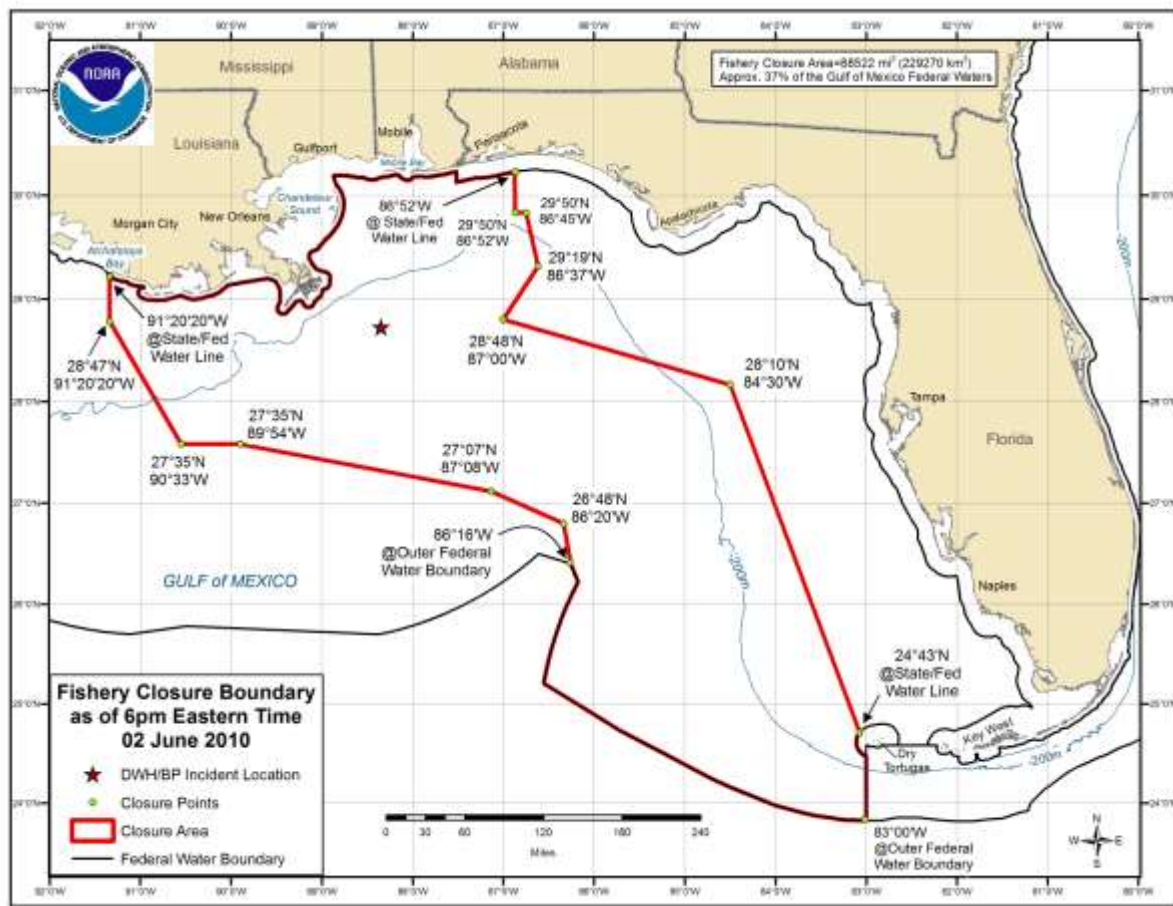 NOAA
Mississippi
Alabama
Fishery Closure Area=88522 mi² (229270 km²)
Approx. 37% of the Gulf of Mexico Federal Waters
Louisiana
Gulfport
Mobile
Mobile Bay
Pensacola
Apalachicola
Morgan City
New Orleans
Chandeleur
Sound
Atchafalaya
Bay
86°52'W
@ State/Fed
Water Line
29°50'N
86°52'W
29°50'N
86°45'W
29°19'N
86°37'W
91°20'20"W
@State/Fed
Water Line
28°47'N
91°20'20"W
28°48'N
87°00'W
28°10'N
84°30'W
Tampa
Florida
27°35'N
89°54'W
27°35'N
90°33'W
27°07'N
87°08'W
26°48'N
86°20'W
86°16'W
@Outer Federal
Water Boundary
-200m
-200m
-200m
GULF of MEXICO
Naples
24°43'N
@State/Fed
Water Line
Key West
Dry
Tortugas
83°00'W
@Outer Federal
Water Boundary
Fishery Closure Boundary
as of 6pm Eastern Time
02 June 2010
DWH/BP Incident Location
Closure Points
Closure Area
Federal Water Boundary
0 30 60 120 180 240
Miles
N
W E
S